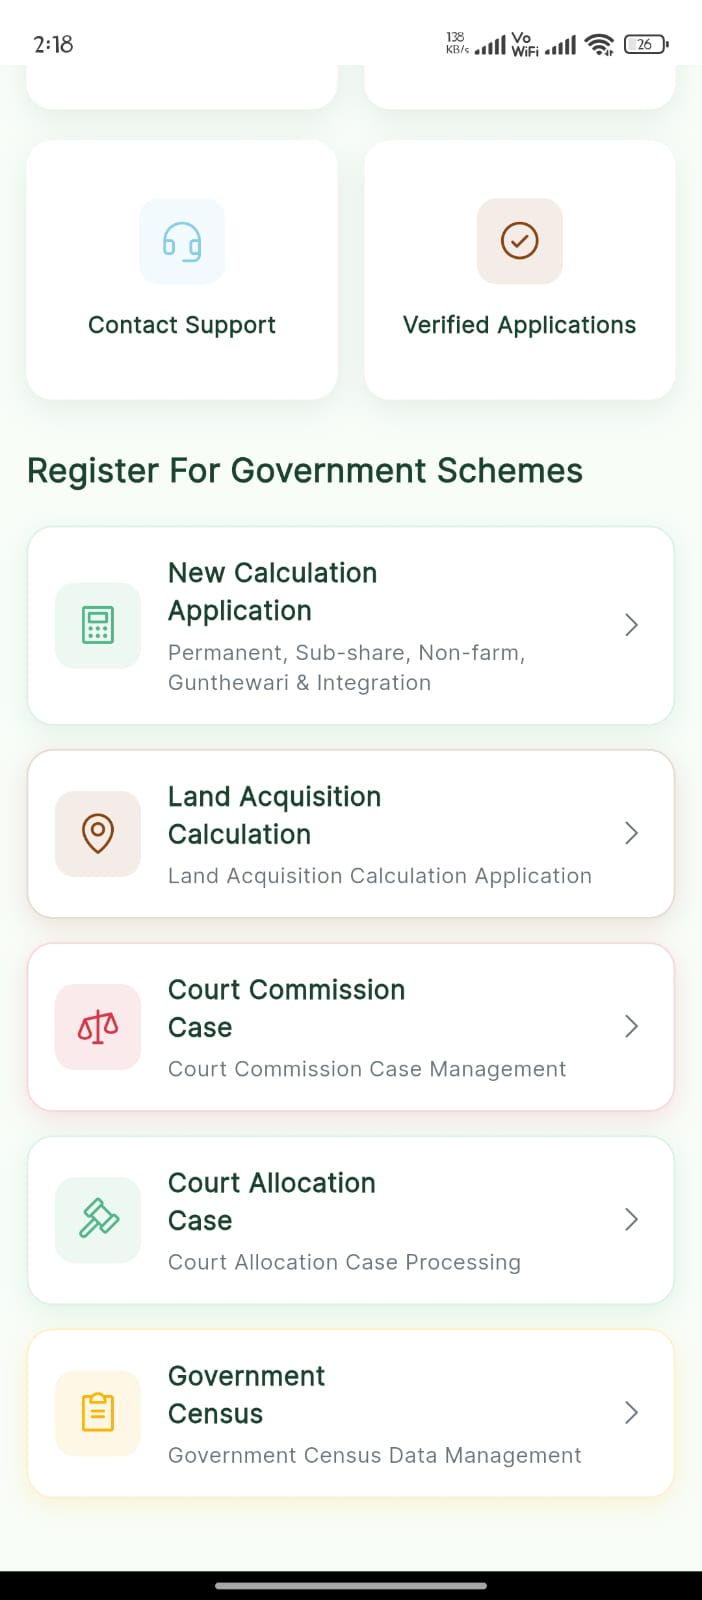 2:18
138
KB/s
Vo
WiFi
26
Contact Support
Verified Applications
Register For Government Schemes
New Calculation
Application
Permanent, Sub-share, Non-farm,
Gunthewari & Integration
Land Acquisition
Calculation
Land Acquisition Calculation Application
Court Commission
Case
Court Commission Case Management
Court Allocation
Case
Court Allocation Case Processing
Government
Census
Government Census Data Management